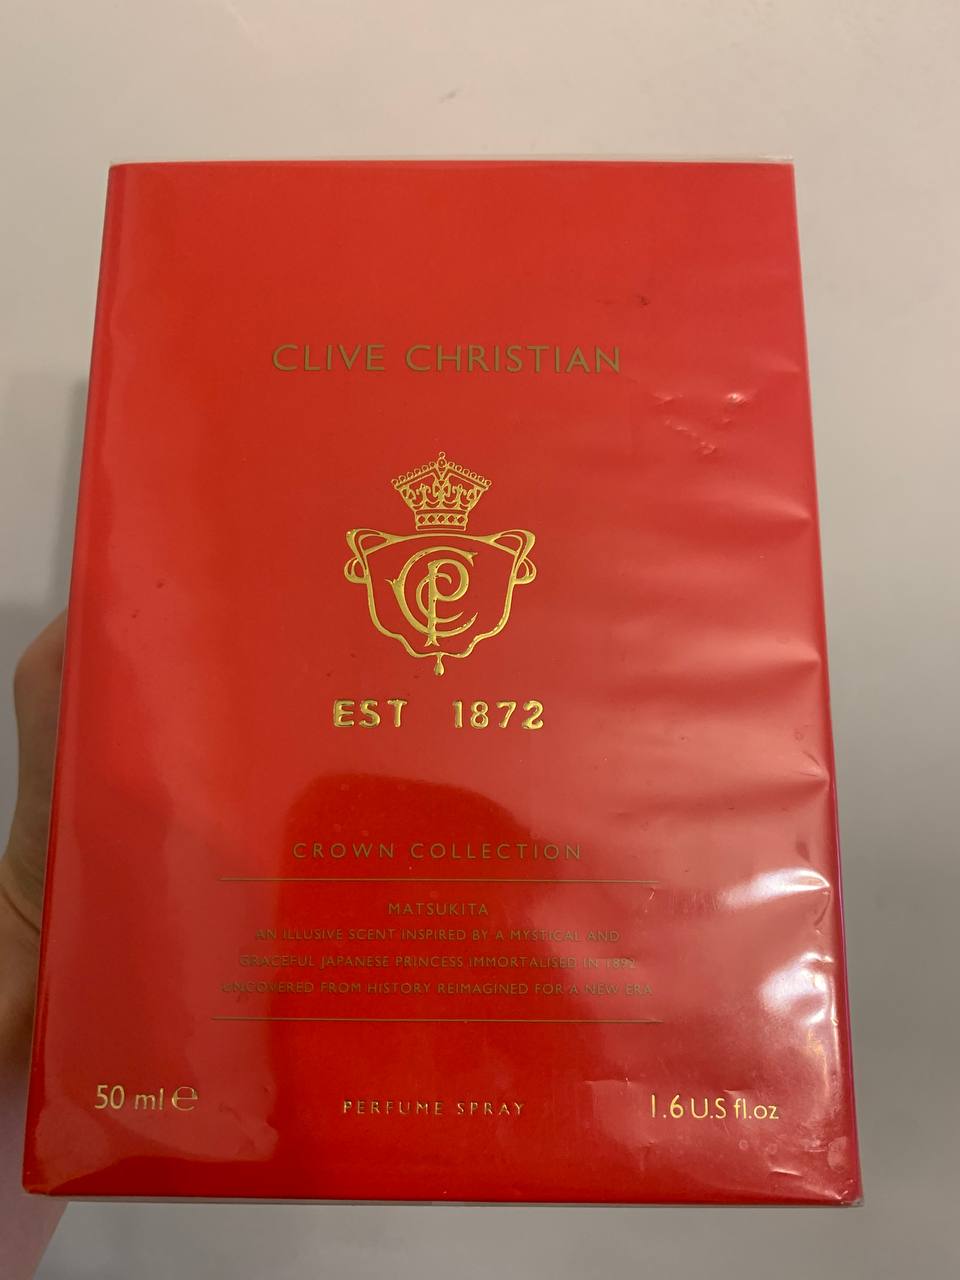 CLIVE CHRISTIAN
EST 1872
CROWN COLLECTION
MATSUKITA
AN ILLUSIVE SCENT INSPIRED BY A MYSTICAL AND
GRACEFUL JAPANESE PRINCESS IMMORTALISED IN 1892
UNCOVERED FROM HISTORY REIMAGINED FOR A NEW ERA
50 ml ℮
PERFUME SPRAY
1.6 U.S fl.oz